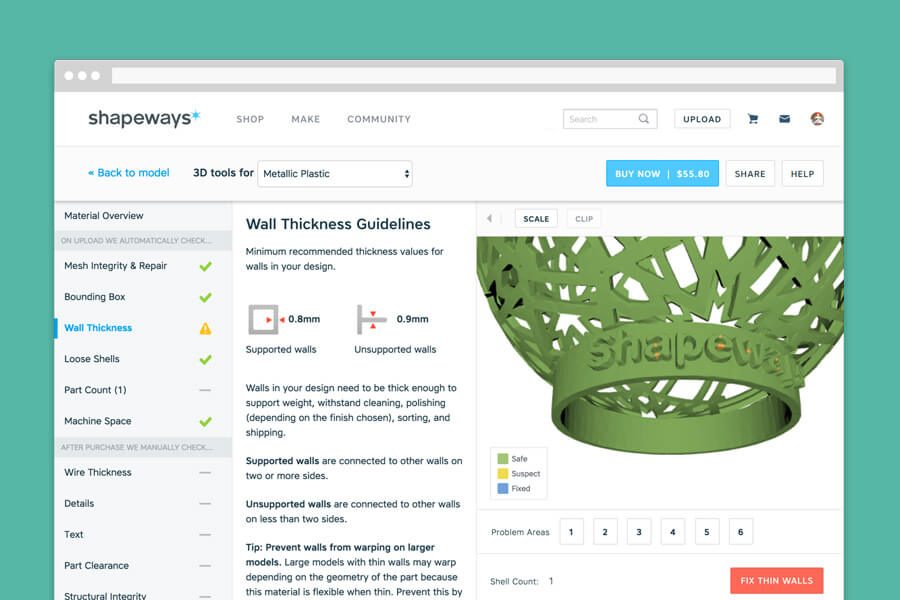 shapeways*
SHOP
MAKE
COMMUNITY
Search
UPLOAD
« Back to model
3D tools for
Metallic Plastic
BUY NOW | $55.80
SHARE
HELP
Material Overview
ON UPLOAD WE AUTOMATICALLY CHECK...
Mesh Integrity & Repair
Bounding Box
Wall Thickness
Loose Shells
Part Count (1)
Machine Space
AFTER PURCHASE WE MANUALLY CHECK...
Wire Thickness
Details
Text
Part Clearance
Structural Integrity
Wall Thickness Guidelines
Minimum recommended thickness values for
walls in your design.
0.8mm
Supported walls
0.9mm
Unsupported walls
Walls in your design need to be thick enough to
support weight, withstand cleaning, polishing
(depending on the finish chosen), sorting, and
shipping.
Supported walls are connected to other walls on
two or more sides.
Unsupported walls are connected to other walls
on less than two sides.
Tip: Prevent walls from warping on larger
models. Large models with thin walls may warp
depending on the geometry of the part because
this material is flexible when thin. Prevent this by
SCALE
CLIP
shapeways
Safe
Suspect
Fixed
Problem Areas 1 2 3 4 5 6
Shell Count: 1
FIX THIN WALLS